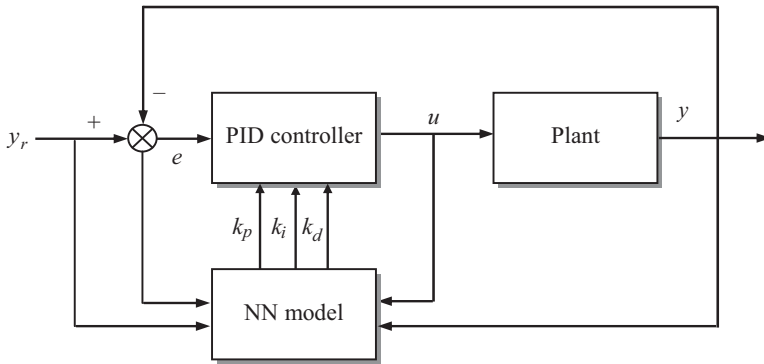 −
+
y_r
e
PID controller
u
Plant
y
k_p
k_i
k_d
NN model